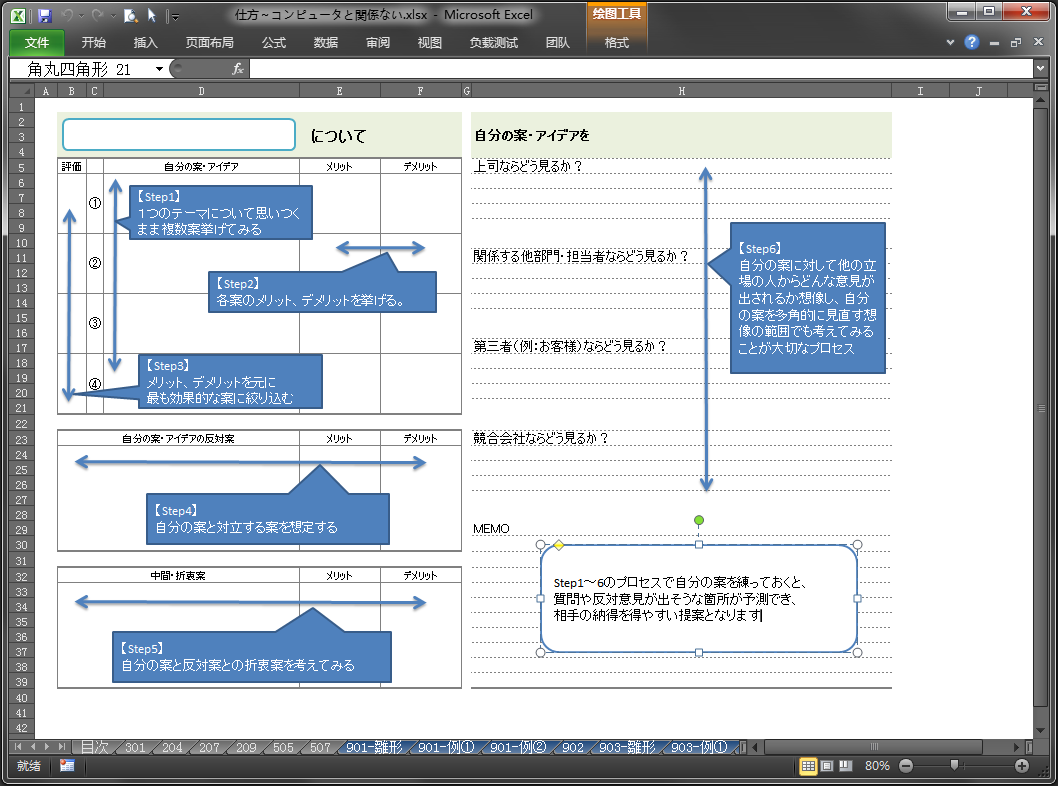 仕方～コンピュータと関係ない.xlsx - Microsoft Excel
绘图工具
文件 开始 插入 页面布局 公式 数据 审阅 视图 负载测试 团队 格式
角丸四角形 21
fx
A B C D E F G H I J
1
2
3
4
5
6
7
8
9
10
11
12
13
14
15
16
17
18
19
20
21
22
23
24
25
26
27
28
29
30
31
32
33
34
35
36
37
38
39
40
41
42
について
評価 自分の案・アイデア メリット デメリット
①
【Step1】
１つのテーマについて思いつく
まま複数案挙げてみる
②
【Step2】
各案のメリット、デメリットを挙げる。
③
④
【Step3】
メリット、デメリットを元に
最も効果的な案に絞り込む
自分の案・アイデアの反対案 メリット デメリット
【Step4】
自分の案と対立する案を想定する
中間・折衷案 メリット デメリット
【Step5】
自分の案と反対案との折衷案を考えてみる
自分の案・アイデアを
上司ならどう見るか？
関係する他部門・担当者ならどう見るか？
第三者（例：お客様）ならどう見るか？
競合会社ならどう見るか？
【Step6】
自分の案に対して他の立
場の人からどんな意見が
出されるか想像し、自分
の案を多角的に見直す想
像の範囲でも考えてみる
ことが大切なプロセス
MEMO
Step1～6のプロセスで自分の案を練っておくと、
質問や反対意見が出そうな箇所が予測でき、
相手の納得を得やすい提案となります
目次 301 204 207 209 505 507 901-雛形 901-例① 901-例② 902 903-雛形 903-例①
就绪
80%